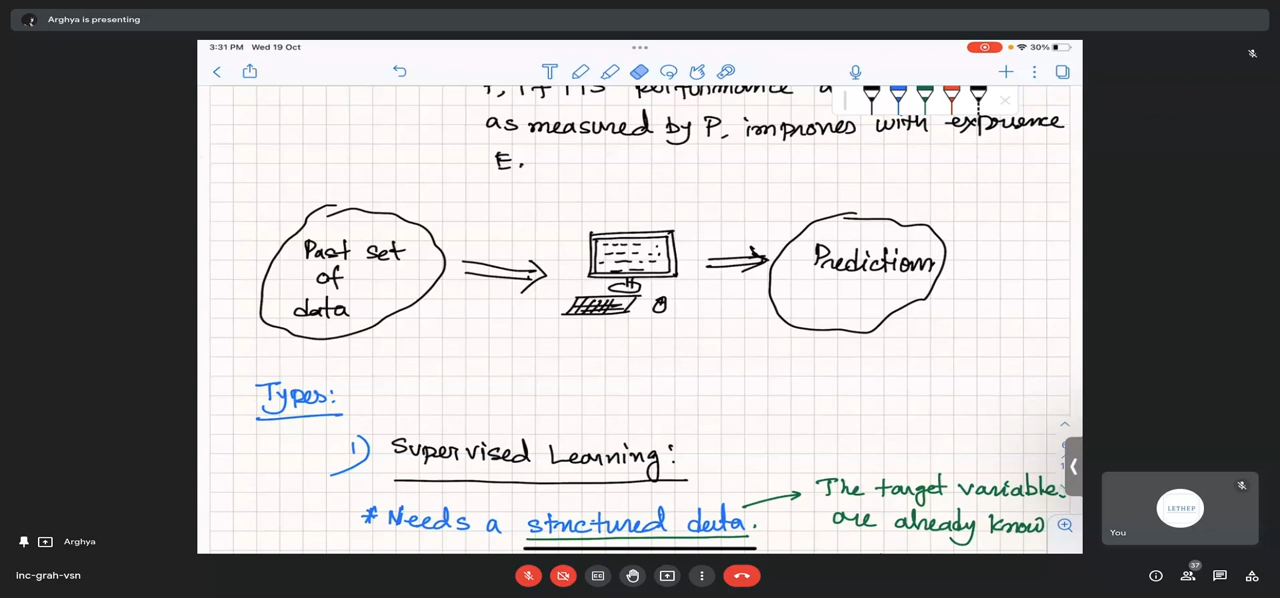 Arghya is presenting
3:31 PM Wed 19 Oct
30%
as measured by P, improves with experience
E.
Past set
of
data
Prediction
Types:
1) Supervised Learning:
* Needs a structured data.
The target variables
are already know
LETHEP
You
Arghya
inc-grah-vsn
37